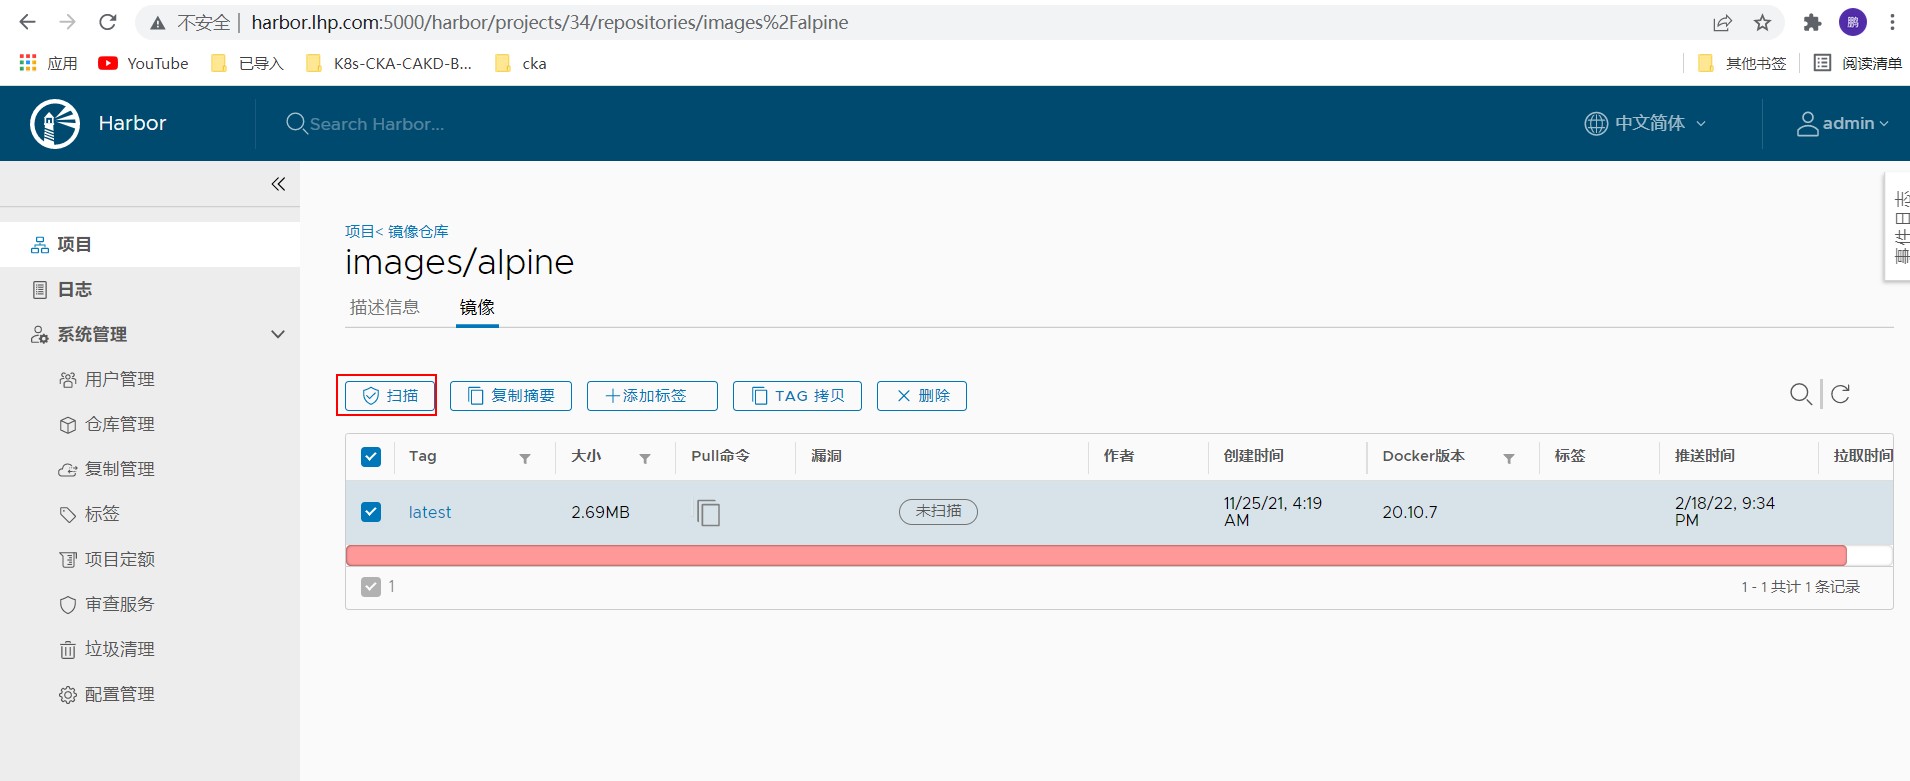 不安全 | harbor.lhp.com:5000/harbor/projects/34/repositories/images%2Falpine
鹏
应用
YouTube
已导入
K8s-CKA-CAKD-B...
cka
其他书签
阅读清单
Harbor
Search Harbor...
中文简体
admin
事件日志
项目
日志
系统管理
用户管理
仓库管理
复制管理
标签
项目定额
审查服务
垃圾清理
配置管理
项目< 镜像仓库
images/alpine
描述信息 镜像
扫描 复制摘要 +添加标签 TAG 拷贝 × 删除
Tag 大小 Pull命令 漏洞 作者 创建时间 Docker版本 标签 推送时间 拉取时间
latest 2.69MB 未扫描 11/25/21, 4:19 AM 20.10.7 2/18/22, 9:34 PM
1
1 - 1 共计 1 条记录